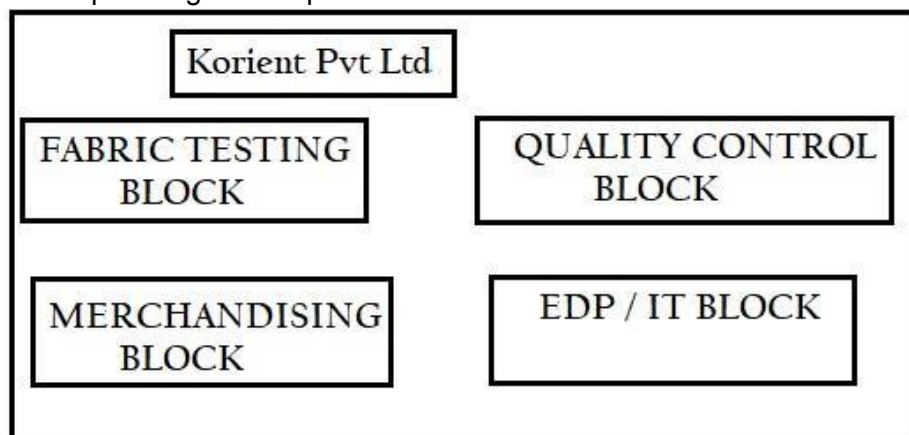 Korient Pvt Ltd
FABRIC TESTING
BLOCK
QUALITY CONTROL
BLOCK
MERCHANDISING
BLOCK
EDP / IT BLOCK